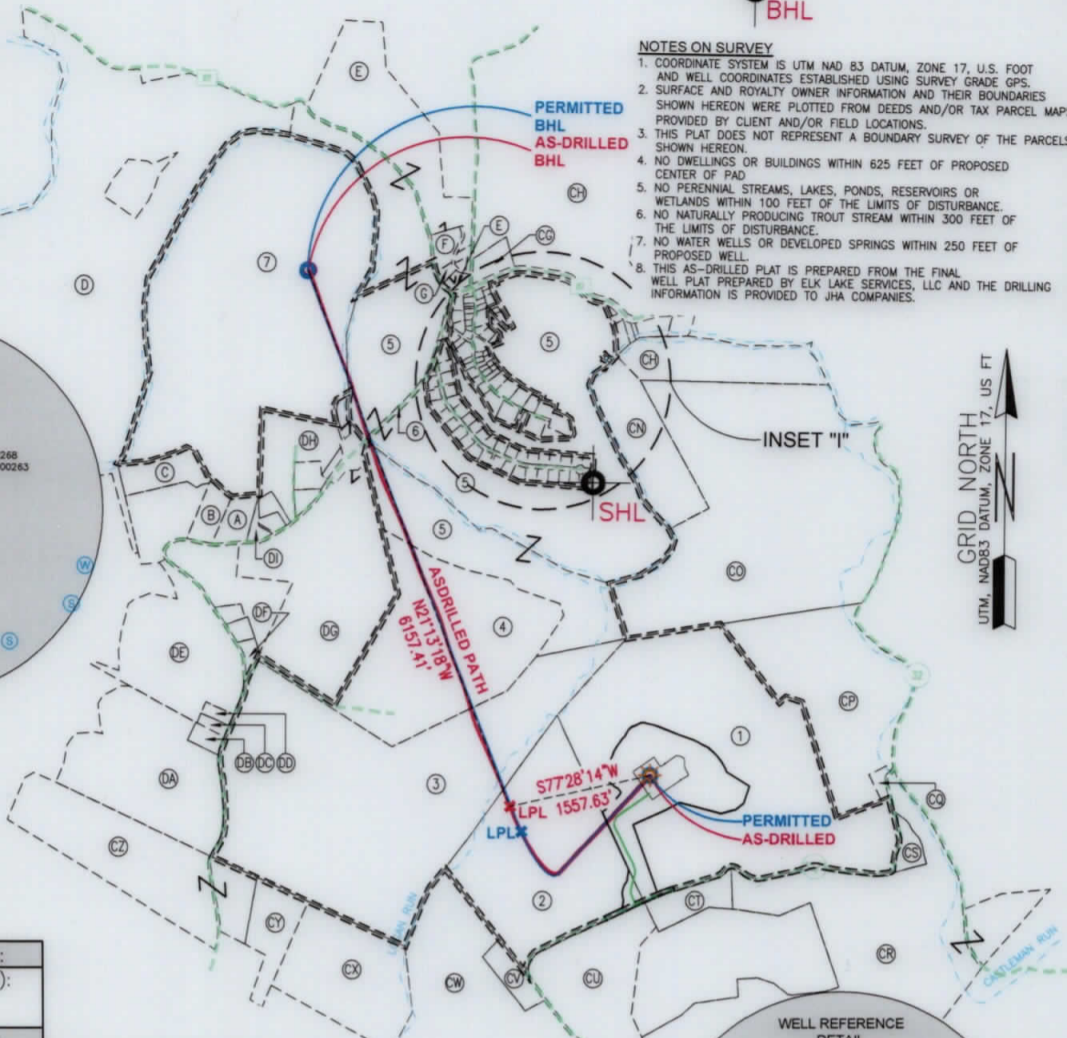 BHL
NOTES ON SURVEY
1. COORDINATE SYSTEM IS UTM NAD 83 DATUM, ZONE 17, U.S. FOOT
AND WELL COORDINATES ESTABLISHED USING SURVEY GRADE GPS.
2. SURFACE AND ROYALTY OWNER INFORMATION AND THEIR BOUNDARIES
SHOWN HEREON WERE PLOTTED FROM DEEDS AND/OR TAX PARCEL MAP
PROVIDED BY CLIENT AND/OR FIELD LOCATIONS.
3. THIS PLAT DOES NOT REPRESENT A BOUNDARY SURVEY OF THE PARCELS
SHOWN HEREON.
4. NO DWELLINGS OR BUILDINGS WITHIN 625 FEET OF PROPOSED
CENTER OF PAD
5. NO PERENNIAL STREAMS, LAKES, PONDS, RESERVOIRS OR
WETLANDS WITHIN 100 FEET OF THE LIMITS OF DISTURBANCE.
6. NO NATURALLY PRODUCING TROUT STREAM WITHIN 300 FEET OF
THE LIMITS OF DISTURBANCE.
7. NO WATER WELLS OR DEVELOPED SPRINGS WITHIN 250 FEET OF
PROPOSED WELL.
8. THIS AS-DRILLED PLAT IS PREPARED FROM THE FINAL
WELL PLAT PREPARED BY ELK LAKE SERVICES, LLC AND THE DRILLING
INFORMATION IS PROVIDED TO JHA COMPANIES.
E
PERMITTED
BHL
AS-DRILLED
BHL
CH
E
CG
F
7
D
G
5
5
CH
6
CN
INSET "I"
DH
C
5
SHL
268
00263
B
A
5
DI
GRID NORTH
UTM, NAD83 DATUM, ZONE 17, US FT
N
W
S
S
CO
ASDRILLED PATH
N21°13'18"W
6157.41'
4
DF
DG
DE
32
CP
1
DB
DC
DD
DA
3
S77°28'14"W
1557.63'
LPL
LPL
PERMITTED
AS-DRILLED
CQ
CZ
CS
2
CT
CY
CX
CW
CV
CU
CR
CASTLEMAN RUN
:
):
WELL REFERENCE